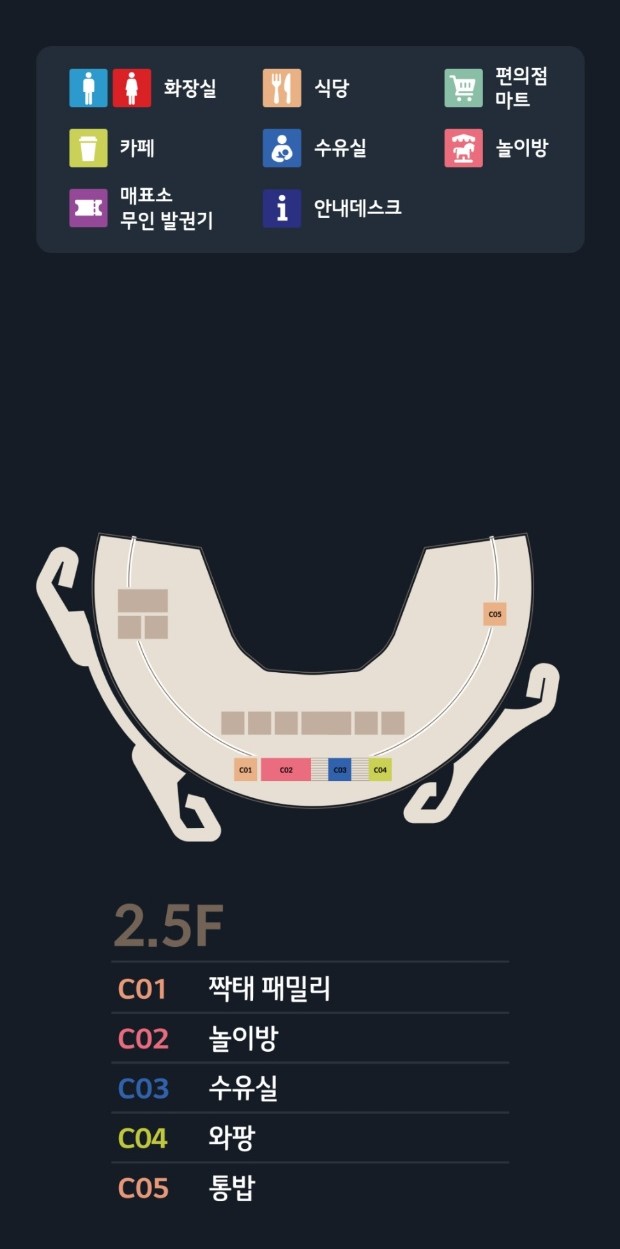 화장실
식당
편의점
마트
카페
수유실
놀이방
매표소
무인 발권기
안내데스크
C05
C01
C02
C03
C04
2.5F
C01 짝태 패밀리
C02 놀이방
C03 수유실
C04 와팡
C05 통밥